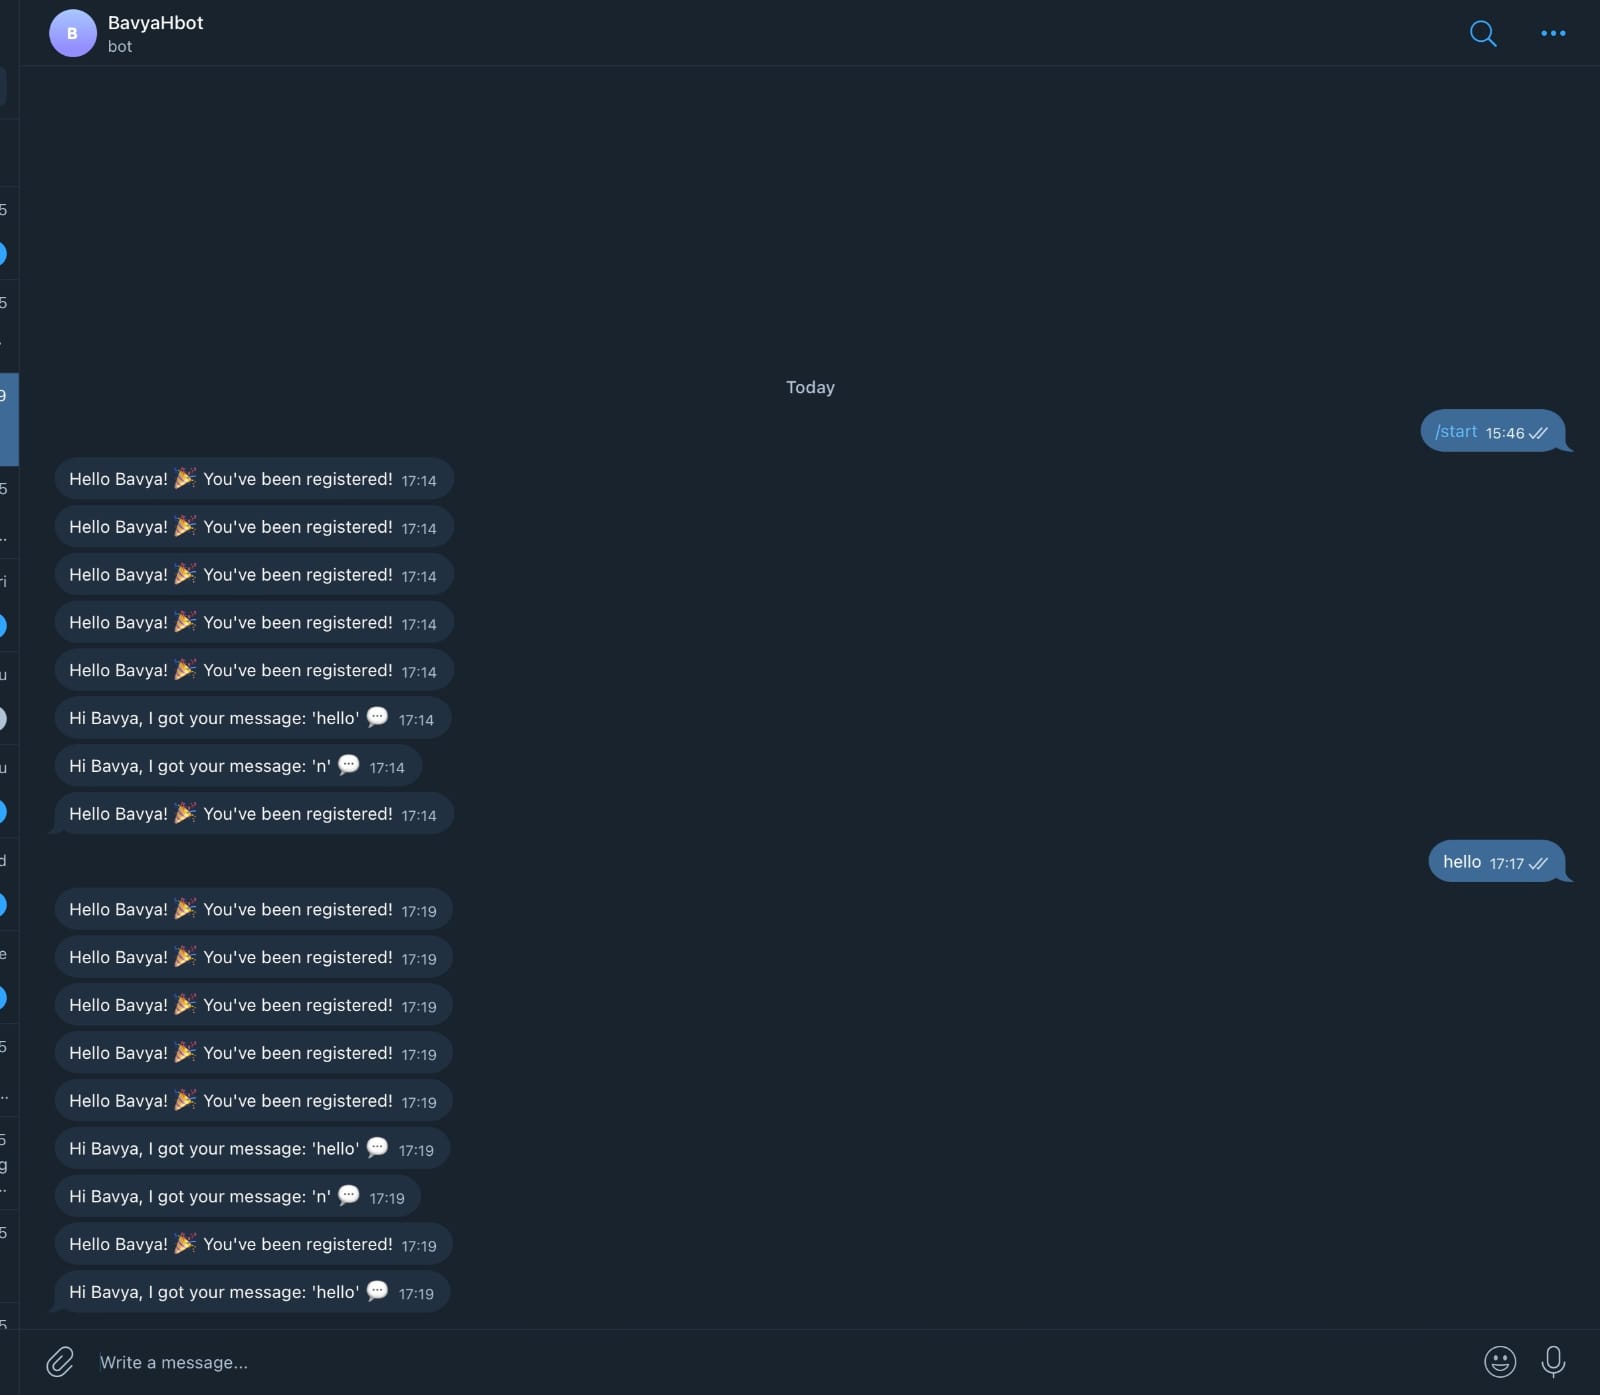 BavyaHbot
bot
Today
/start 15:46
Hello Bavya! 🎉 You've been registered! 17:14
Hello Bavya! 🎉 You've been registered! 17:14
Hello Bavya! 🎉 You've been registered! 17:14
Hello Bavya! 🎉 You've been registered! 17:14
Hello Bavya! 🎉 You've been registered! 17:14
Hi Bavya, I got your message: 'hello' 💬 17:14
Hi Bavya, I got your message: 'n' 💬 17:14
Hello Bavya! 🎉 You've been registered! 17:14
hello 17:17
Hello Bavya! 🎉 You've been registered! 17:19
Hello Bavya! 🎉 You've been registered! 17:19
Hello Bavya! 🎉 You've been registered! 17:19
Hello Bavya! 🎉 You've been registered! 17:19
Hello Bavya! 🎉 You've been registered! 17:19
Hi Bavya, I got your message: 'hello' 💬 17:19
Hi Bavya, I got your message: 'n' 💬 17:19
Hello Bavya! 🎉 You've been registered! 17:19
Hi Bavya, I got your message: 'hello' 💬 17:19
Write a message...